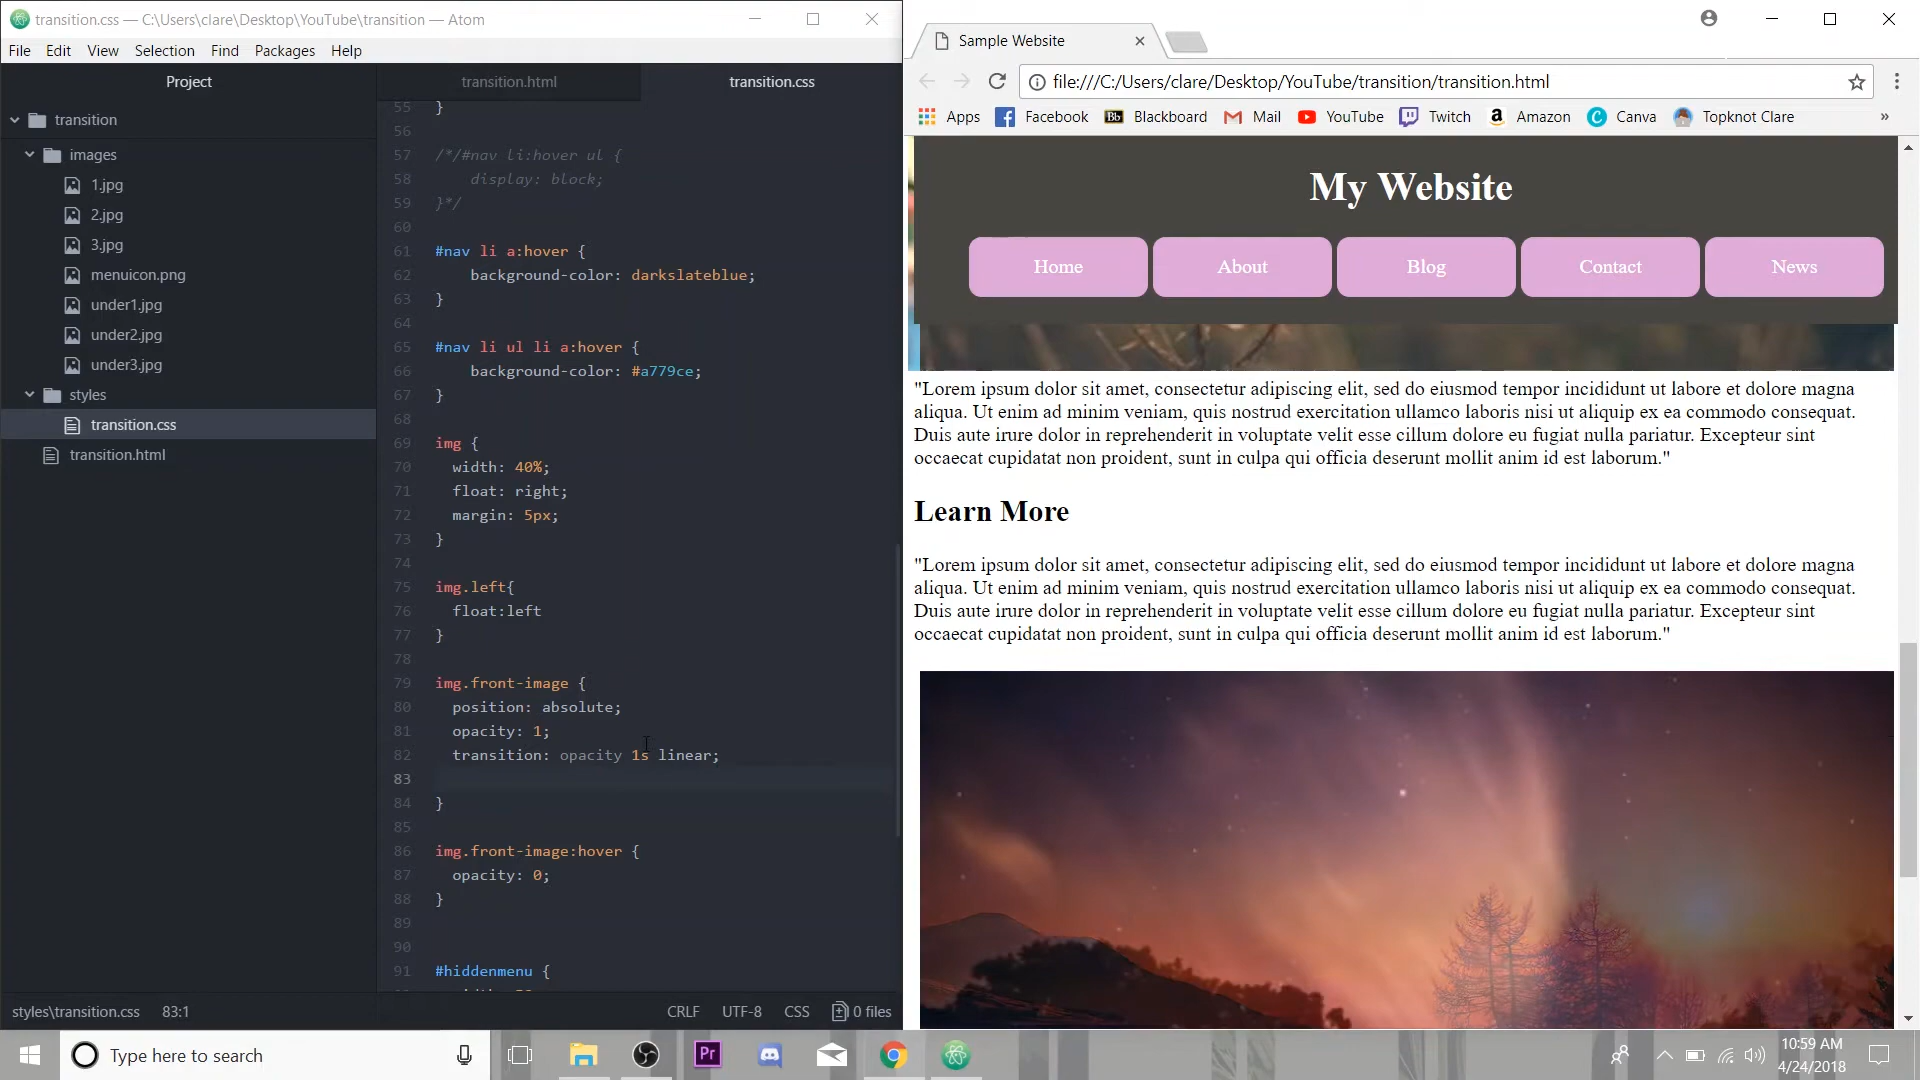 transition.css — C:\Users\clare\Desktop\YouTube\transition — Atom
File Edit View Selection Find Packages Help
Project
transition
images
1.jpg
2.jpg
3.jpg
menuicon.png
under1.jpg
under2.jpg
under3.jpg
styles
transition.css
transition.html
transition.html transition.css
55 }
56
57 /*/#nav li:hover ul {
58 display: block;
59 }*/
60
61 #nav li a:hover {
62 background-color: darkslateblue;
63 }
64
65 #nav li ul li a:hover {
66 background-color: #a779ce;
67 }
68
69 img {
70 width: 40%;
71 float: right;
72 margin: 5px;
73 }
74
75 img.left{
76 float:left
77 }
78
79 img.front-image {
80 position: absolute;
81 opacity: 1;
82 transition: opacity 1s linear;
83
84 }
85
86 img.front-image:hover {
87 opacity: 0;
88 }
89
90
91 #hiddenmenu {
styles\transition.css 83:1 CRLF UTF-8 CSS 0 files
Sample Website
file:///C:/Users/clare/Desktop/YouTube/transition/transition.html
Apps Facebook Bb Blackboard Mail YouTube Twitch Amazon Canva Topknot Clare »
My Website
Home About Blog Contact News
"Lorem ipsum dolor sit amet, consectetur adipiscing elit, sed do eiusmod tempor incididunt ut labore et dolore magna
aliqua. Ut enim ad minim veniam, quis nostrud exercitation ullamco laboris nisi ut aliquip ex ea commodo consequat.
Duis aute irure dolor in reprehenderit in voluptate velit esse cillum dolore eu fugiat nulla pariatur. Excepteur sint
occaecat cupidatat non proident, sunt in culpa qui officia deserunt mollit anim id est laborum."
Learn More
"Lorem ipsum dolor sit amet, consectetur adipiscing elit, sed do eiusmod tempor incididunt ut labore et dolore magna
aliqua. Ut enim ad minim veniam, quis nostrud exercitation ullamco laboris nisi ut aliquip ex ea commodo consequat.
Duis aute irure dolor in reprehenderit in voluptate velit esse cillum dolore eu fugiat nulla pariatur. Excepteur sint
occaecat cupidatat non proident, sunt in culpa qui officia deserunt mollit anim id est laborum."
Type here to search
Pr
10:59 AM
4/24/2018